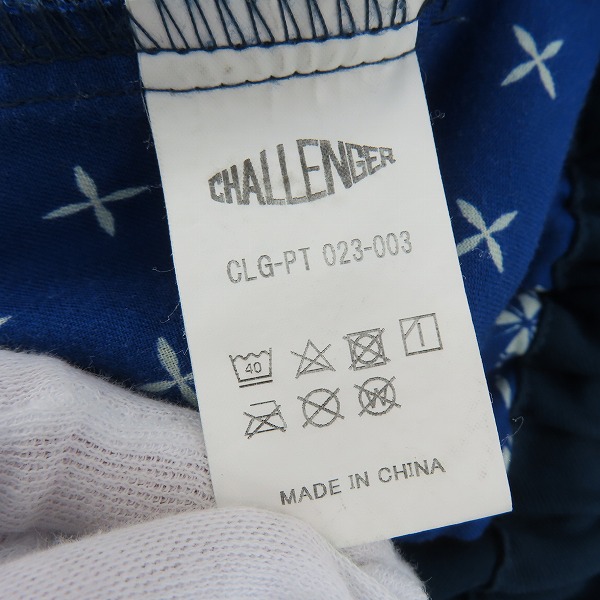 CHALLENGER
CLG-PT 023-003
40
W
MADE IN CHINA